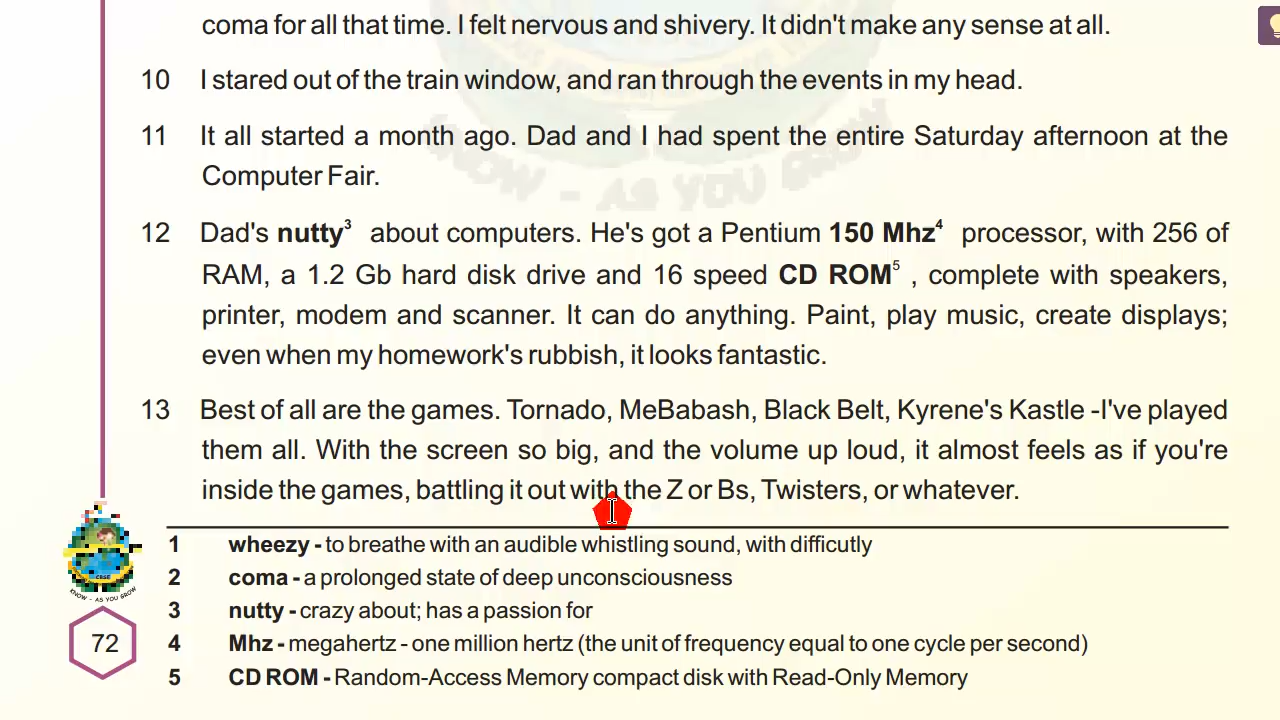 coma for all that time. I felt nervous and shivery. It didn't make any sense at all.
10 I stared out of the train window, and ran through the events in my head.
11 It all started a month ago. Dad and I had spent the entire Saturday afternoon at the
Computer Fair.
12 Dad's nutty3 about computers. He's got a Pentium 150 Mhz4 processor, with 256 of
RAM, a 1.2 Gb hard disk drive and 16 speed CD ROM5 , complete with speakers,
printer, modem and scanner. It can do anything. Paint, play music, create displays;
even when my homework's rubbish, it looks fantastic.
13 Best of all are the games. Tornado, MeBabash, Black Belt, Kyrene's Kastle -I've played
them all. With the screen so big, and the volume up loud, it almost feels as if you're
inside the games, battling it out with the Z or Bs, Twisters, or whatever.
1 wheezy - to breathe with an audible whistling sound, with difficutly
2 coma - a prolonged state of deep unconsciousness
3 nutty - crazy about; has a passion for
4 Mhz - megahertz - one million hertz (the unit of frequency equal to one cycle per second)
5 CD ROM - Random-Access Memory compact disk with Read-Only Memory
CBSE
KNOW - AS YOU GROW
72
KNOW - AS YOU GROW